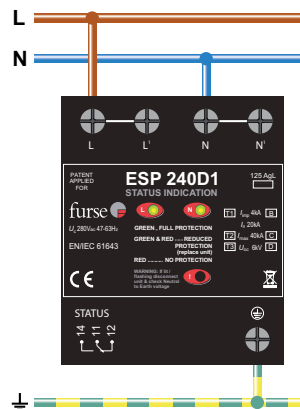 L
N
L L' N N'
PATENT
APPLIED
FOR
ESP 240D1
STATUS INDICATION
125 AgL
furse
L N
T1 Iimp 4kA B
In 20kA
T2 Imax 40kA C
T3 Uoc 6kV D
Uc 280Vac 47-63Hz
EN/IEC 61643
GREEN , FULL PROTECTION
GREEN & RED ..... REDUCED
PROTECTION
(replace unit)
RED .......... NO PROTECTION
WARNING: If lit /
flashing disconnect
unit & check Neutral
to Earth voltage
!
CE
STATUS
14 11 12